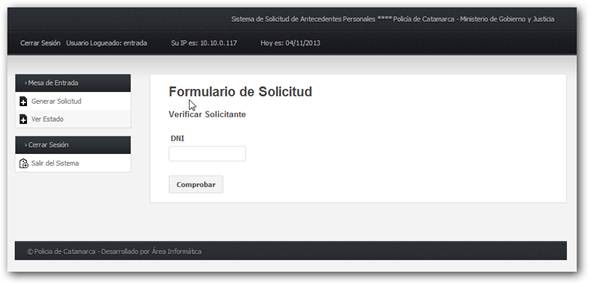 Sistema de Solicitud de Antecedentes Personales **** Policía de Catamarca - Ministerio de Gobierno y Justicia
Cerrar Sesión Usuario Logueado: entrada Su IP es: 10.10.0.117 Hoy es: 04/11/2013
› Mesa de Entrada
Generar Solicitud
Ver Estado
› Cerrar Sesión
Salir del Sistema
Formulario de Solicitud
Verificar Solicitante
DNI
Comprobar
© Policia de Catamarca - Desarrollado por Área Informática